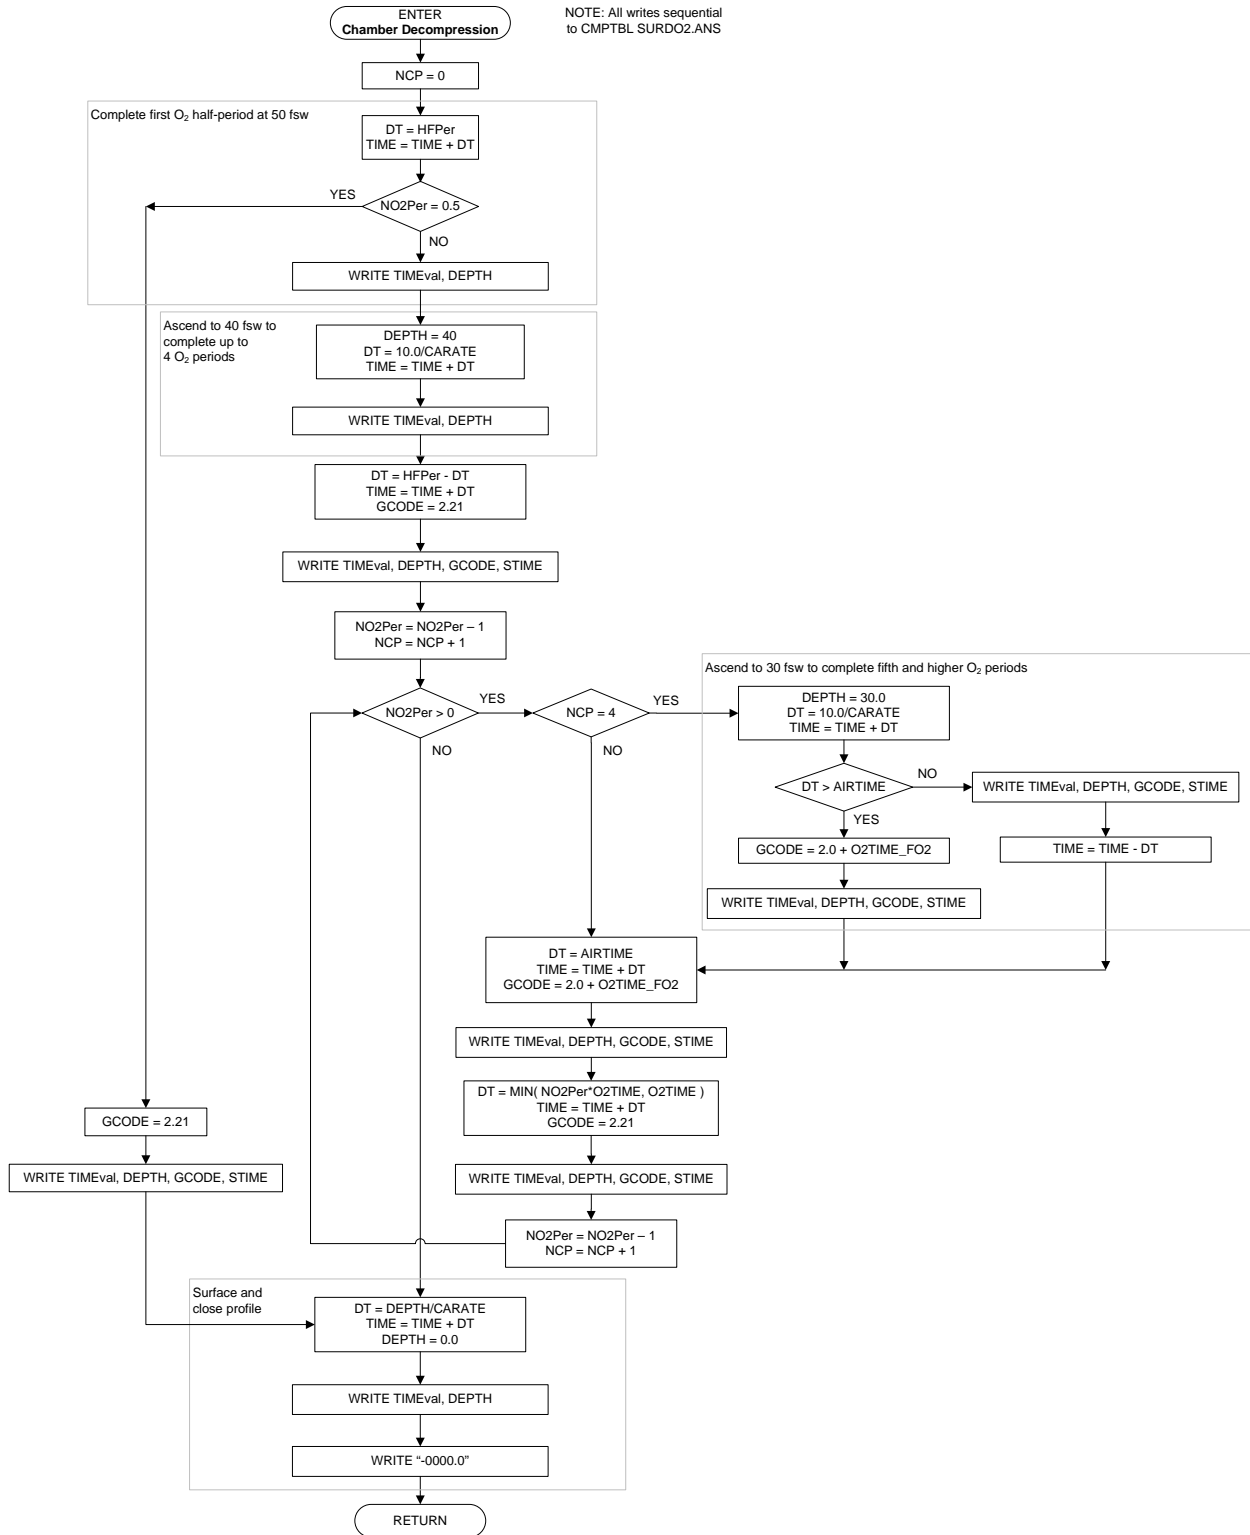 ENTER
Chamber Decompression
NOTE: All writes sequential
to CMPTBL SURDO2.ANS
NCP = 0
Complete first O₂ half-period at 50 fsw
DT = HFPer
TIME = TIME + DT
YES
NO2Per = 0.5
NO
WRITE TIMEval, DEPTH
Ascend to 40 fsw to
complete up to
4 O₂ periods
DEPTH = 40
DT = 10.0/CARATE
TIME = TIME + DT
WRITE TIMEval, DEPTH
DT = HFPer - DT
TIME = TIME + DT
GCODE = 2.21
WRITE TIMEval, DEPTH, GCODE, STIME
NO2Per = NO2Per – 1
NCP = NCP + 1
Ascend to 30 fsw to complete fifth and higher O₂ periods
NO2Per > 0
YES
NO
NCP = 4
YES
NO
DEPTH = 30.0
DT = 10.0/CARATE
TIME = TIME + DT
DT > AIRTIME
NO
YES
WRITE TIMEval, DEPTH, GCODE, STIME
TIME = TIME - DT
GCODE = 2.0 + O2TIME_FO2
WRITE TIMEval, DEPTH, GCODE, STIME
DT = AIRTIME
TIME = TIME + DT
GCODE = 2.0 + O2TIME_FO2
WRITE TIMEval, DEPTH, GCODE, STIME
DT = MIN( NO2Per*O2TIME, O2TIME )
TIME = TIME + DT
GCODE = 2.21
WRITE TIMEval, DEPTH, GCODE, STIME
NO2Per = NO2Per – 1
NCP = NCP + 1
GCODE = 2.21
WRITE TIMEval, DEPTH, GCODE, STIME
Surface and
close profile
DT = DEPTH/CARATE
TIME = TIME + DT
DEPTH = 0.0
WRITE TIMEval, DEPTH
WRITE “-0000.0”
RETURN